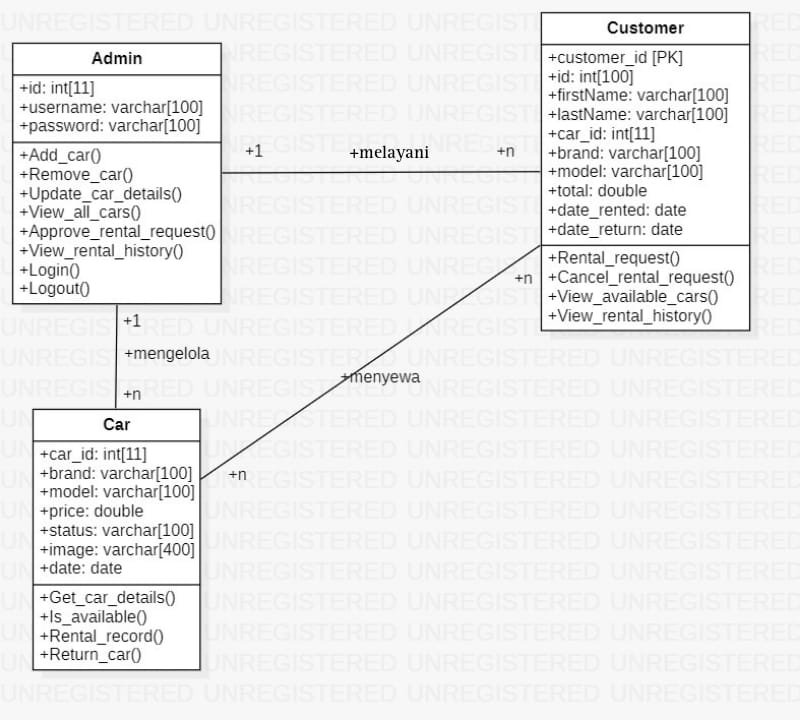 Admin
+id: int[11]
+username: varchar[100]
+password: varchar[100]
+Add_car()
+Remove_car()
+Update_car_details()
+View_all_cars()
+Approve_rental_request()
+View_rental_history()
+Login()
+Logout()
+1
+melayani
+n
Customer
+customer_id [PK]
+id: int[100]
+firstName: varchar[100]
+lastName: varchar[100]
+car_id: int[11]
+brand: varchar[100]
+model: varchar[100]
+total: double
+date_rented: date
+date_return: date
+Rental_request()
+Cancel_rental_request()
+View_available_cars()
+View_rental_history()
+1
+mengelola
+n
+n
+menyewa
+n
Car
+car_id: int[11]
+brand: varchar[100]
+model: varchar[100]
+price: double
+status: varchar[100]
+image: varchar[400]
+date: date
+Get_car_details()
+Is_available()
+Rental_record()
+Return_car()
UNREGISTERED